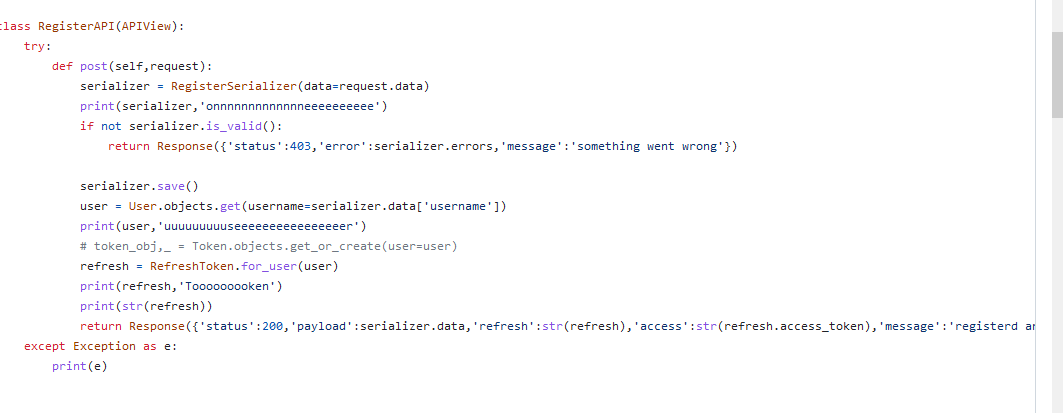 class RegisterAPI(APIView):
    try:
        def post(self,request):
            serializer = RegisterSerializer(data=request.data)
            print(serializer,'onnnnnnnnnnnnneeeeeeeeee')
            if not serializer.is_valid():
                return Response({'status':403,'error':serializer.errors,'message':'something went wrong'})
            serializer.save()
            user = User.objects.get(username=serializer.data['username'])
            print(user,'uuuuuuuuuseeeeeeeeeeeeeeeer')
            # token_obj,_ = Token.objects.get_or_create(user=user)
            refresh = RefreshToken.for_user(user)
            print(refresh,'Tooooooooken')
            print(str(refresh))
            return Response({'status':200,'payload':serializer.data,'refresh':str(refresh),'access':str(refresh.access_token),'message':'registerd
    except Exception as e:
        print(e)